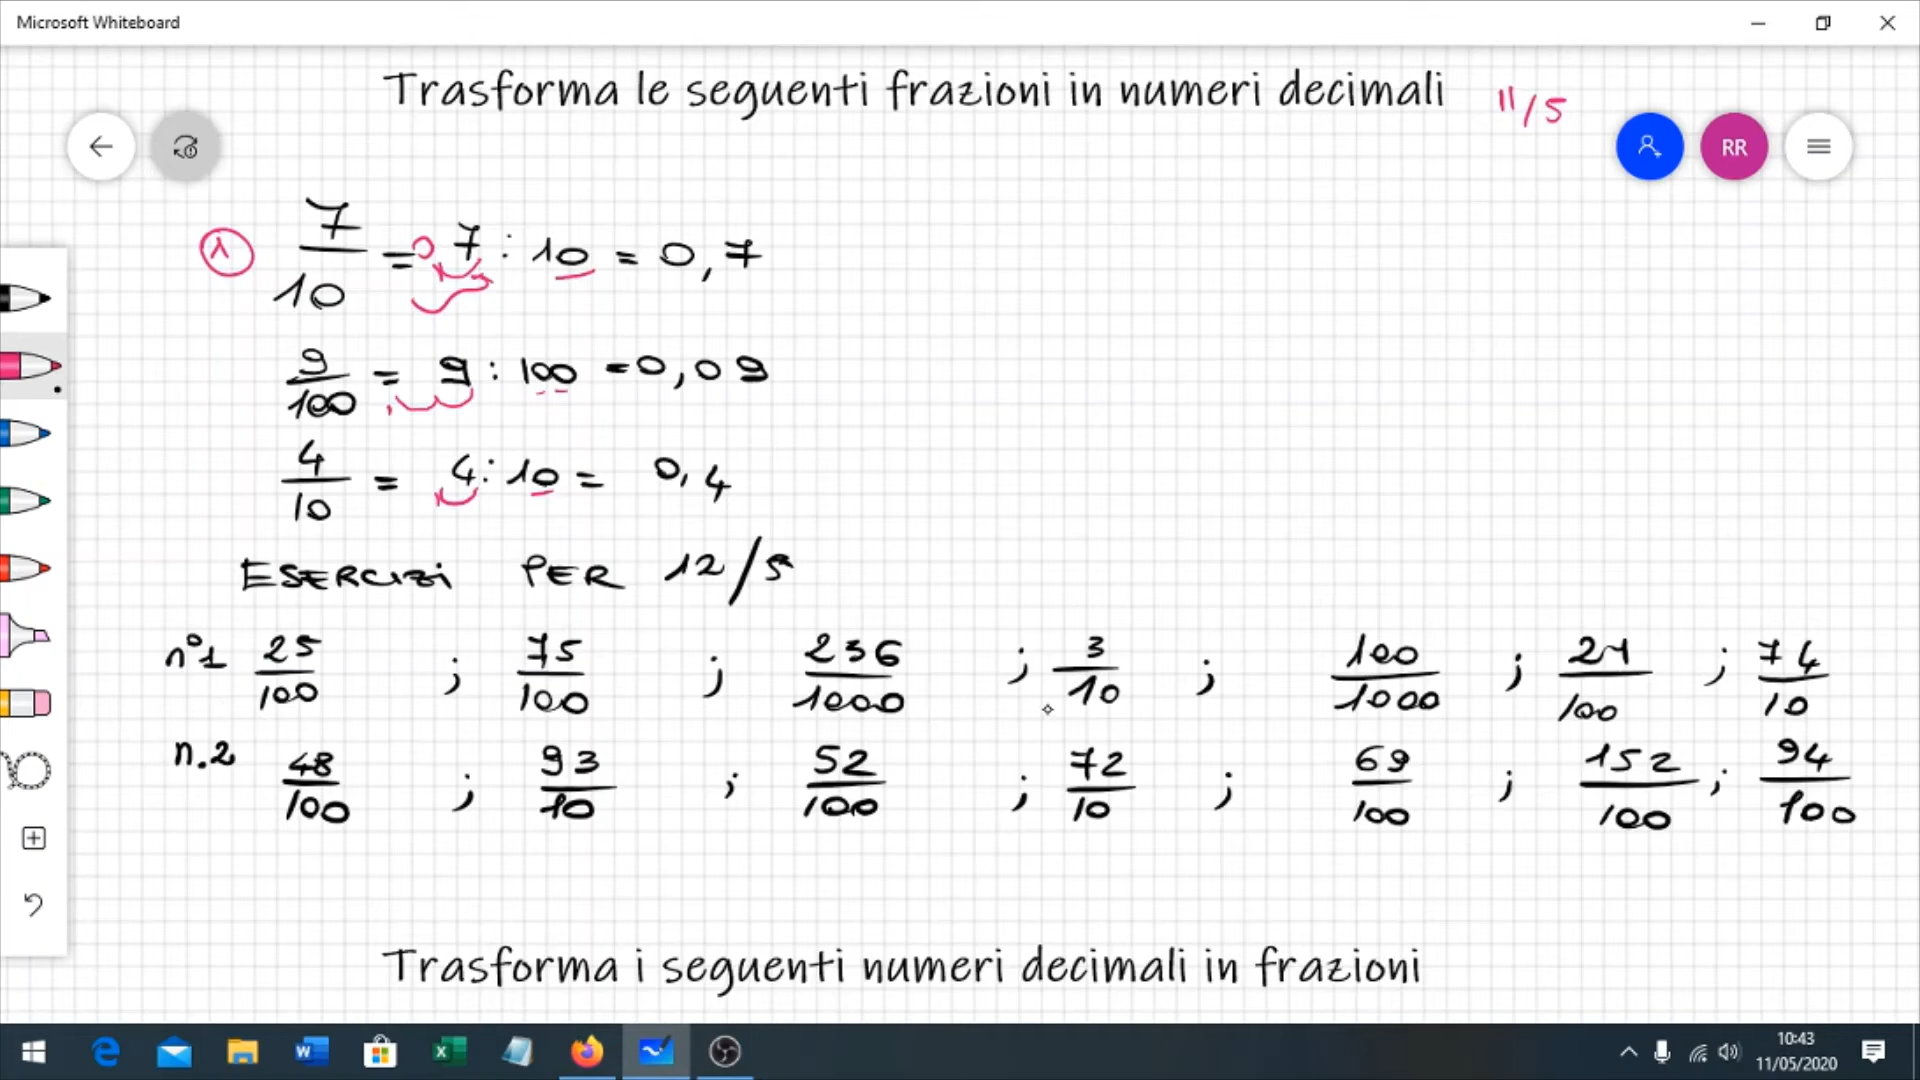 Microsoft Whiteboard
Trasforma le seguenti frazioni in numeri decimali 11/5
RR
1 7/10 = 0 7 : 10 = 0,7
9/100 = 9 : 100 = 0,09
4/10 = 4 : 10 = 0,4
ESERCIZI PER 12/5
n°1 25/100 ; 75/100 ; 236/1000 ; 3/10 ; 100/1000 ; 21/100 ; 74/10
n.2 48/100 ; 93/10 ; 52/100 ; 72/10 ; 69/100 ; 152/100 ; 94/100
Trasforma i seguenti numeri decimali in frazioni
10:43
11/05/2020